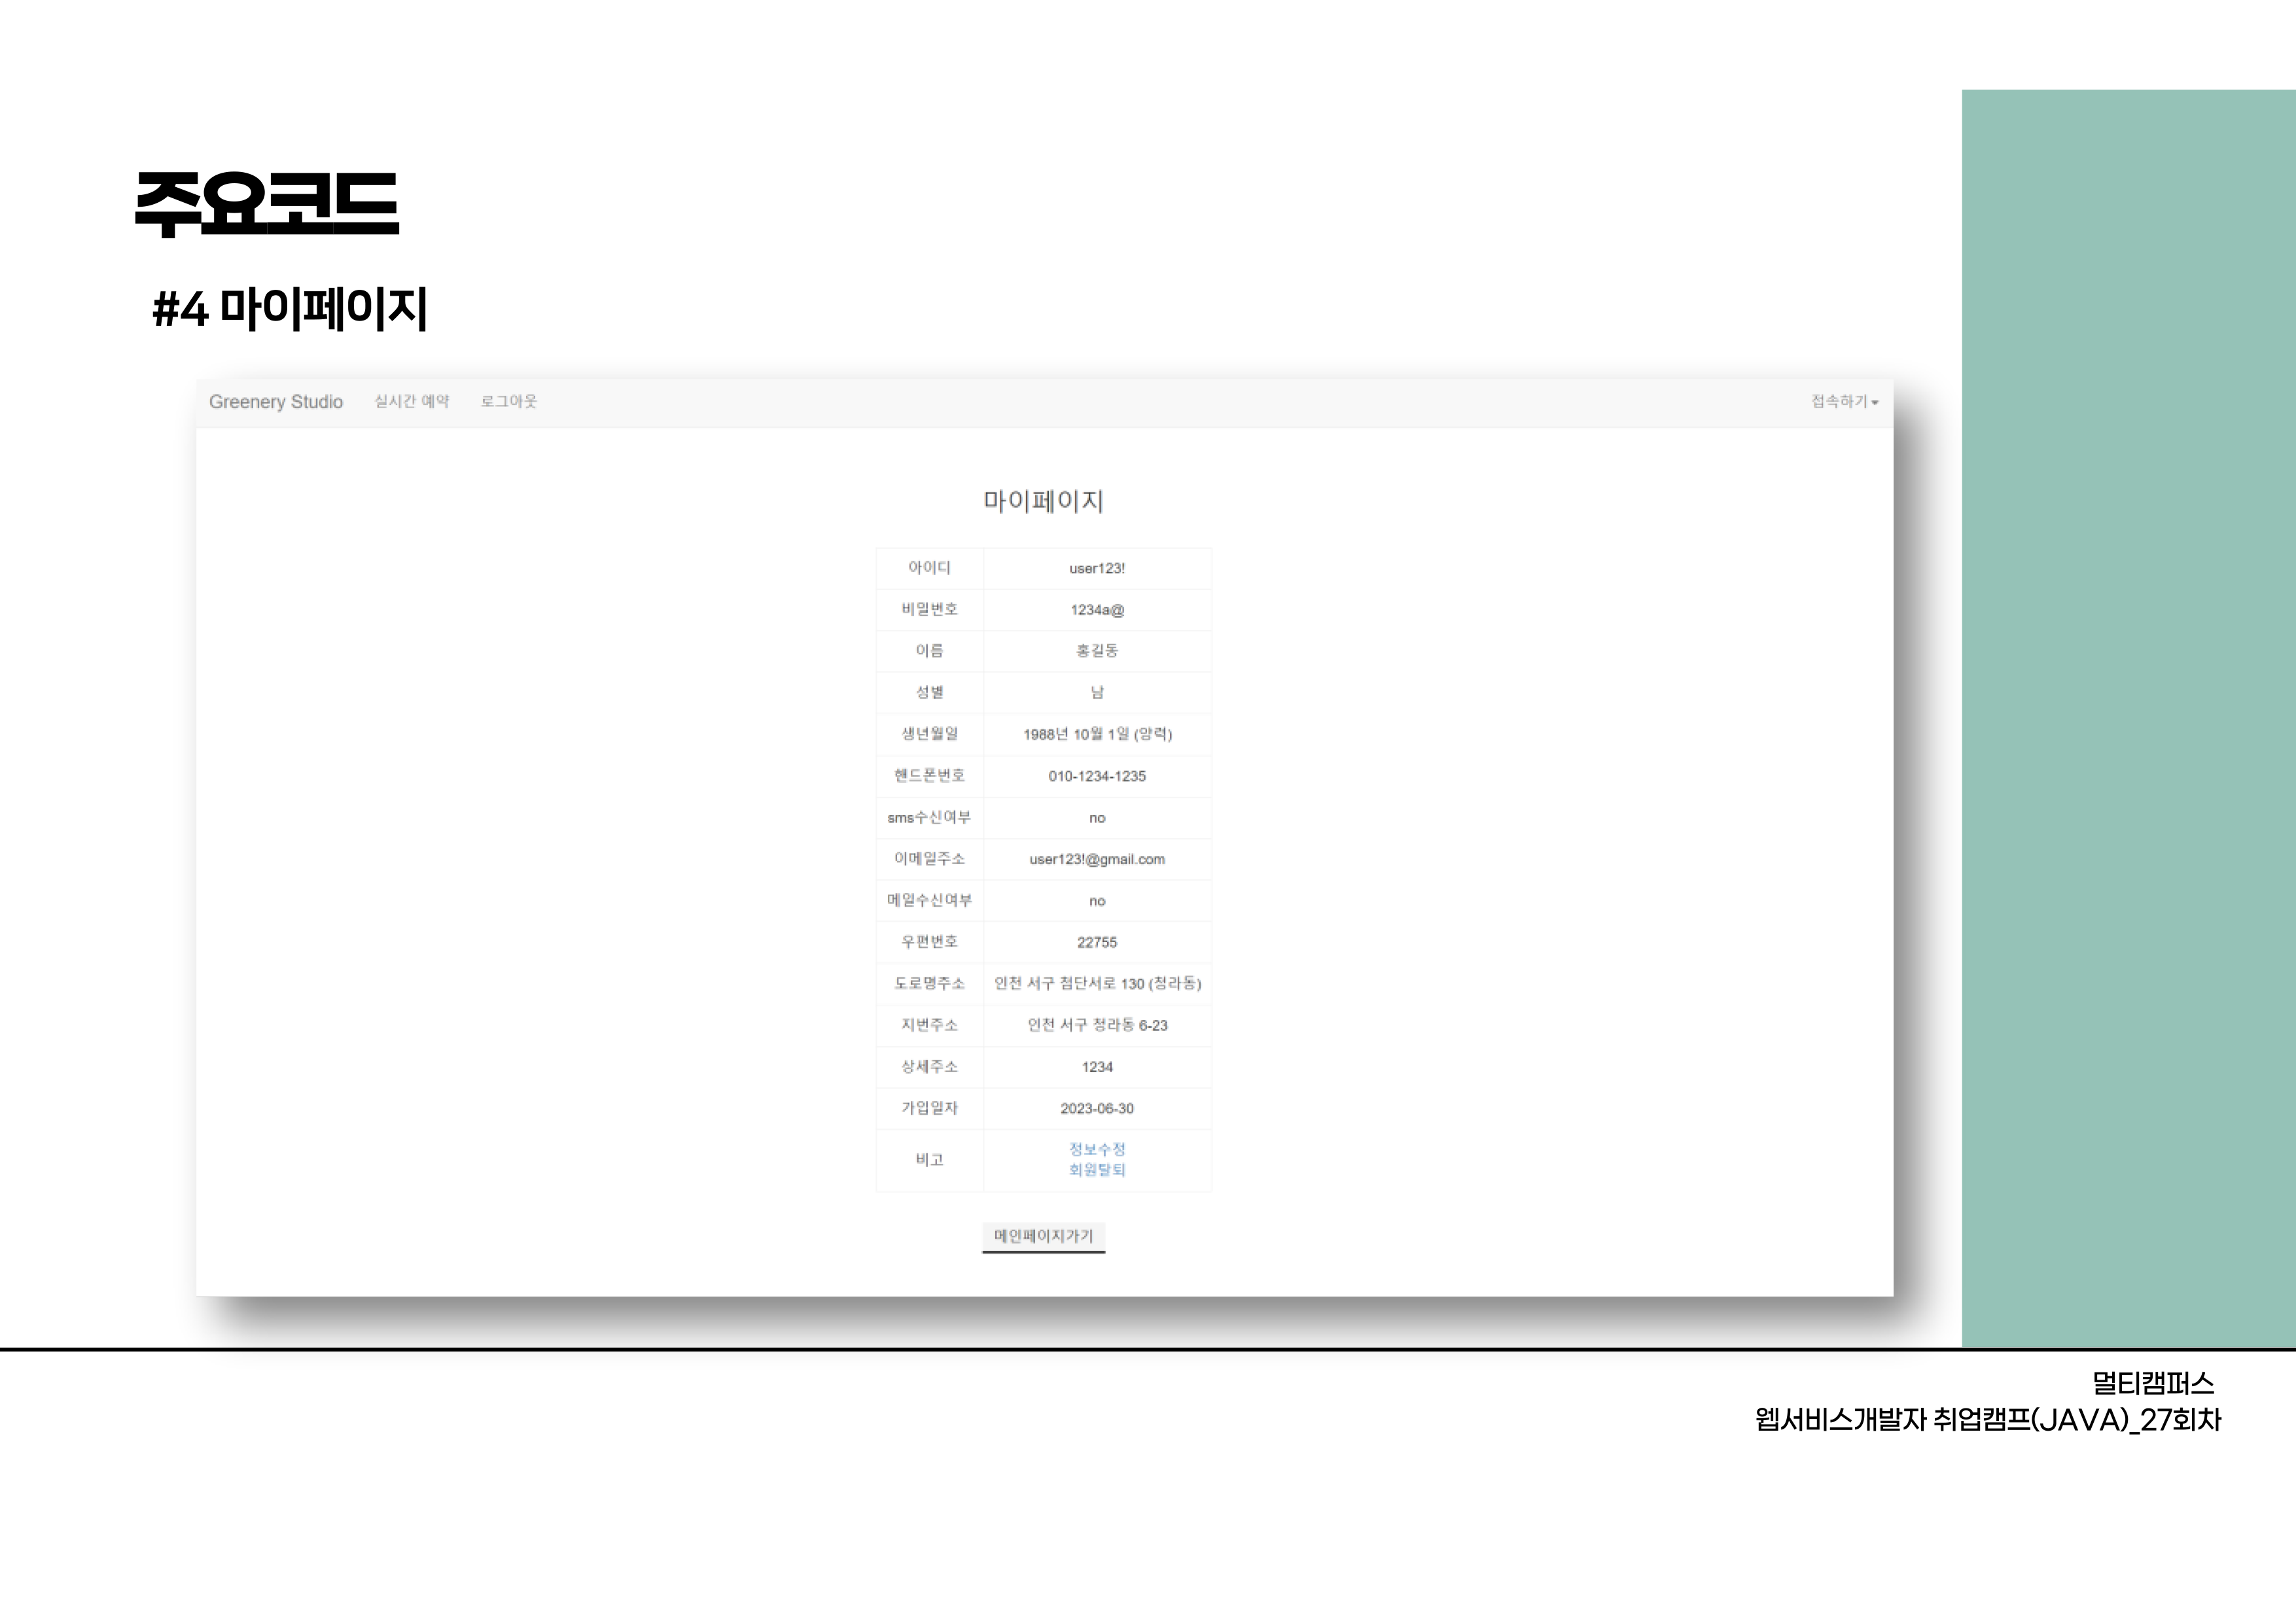 주요코드
#4 마이페이지
Greenery Studio 실시간 예약 로그아웃 접속하기
마이페이지
아이디 user123!
비밀번호 1234a@
이름 홍길동
성별 남
생년월일 1988년 10월 1일 (양력)
핸드폰번호 010-1234-1235
sms수신여부 no
이메일주소 user123!@gmail.com
메일수신여부 no
우편번호 22755
도로명주소 인천 서구 첨단서로 130 (청라동)
지번주소 인천 서구 청라동 6-23
상세주소 1234
가입일자 2023-06-30
비고 정보수정
회원탈퇴
메인페이지가기
멀티캠퍼스
웹서비스개발자 취업캠프(JAVA)_27회차